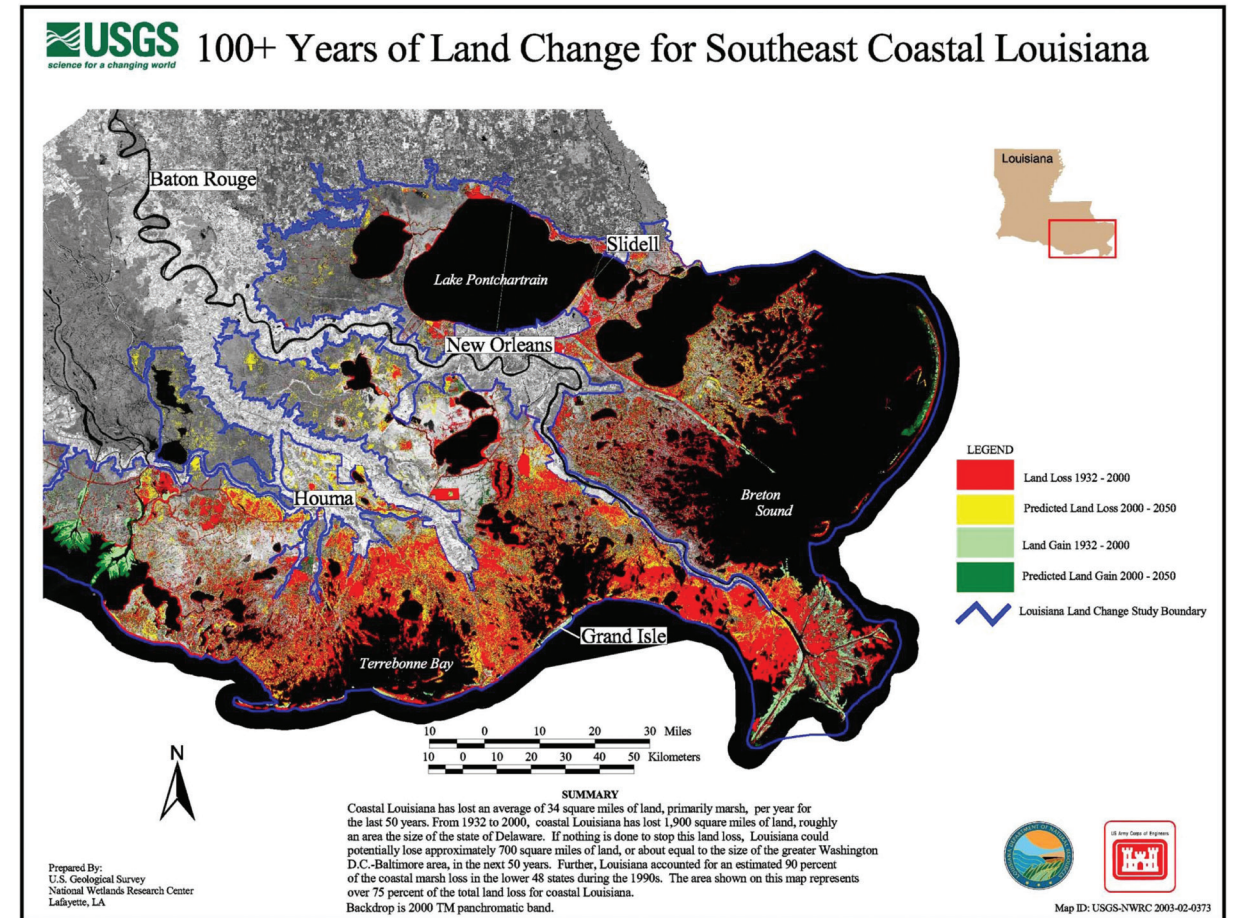 USGS
science for a changing world
100+ Years of Land Change for Southeast Coastal Louisiana
Louisiana
Baton Rouge
Slidell
Lake Pontchartrain
New Orleans
Breton
Sound
Houma
Grand Isle
Terrebonne Bay
LEGEND
Land Loss 1932 - 2000
Predicted Land Loss 2000 - 2050
Land Gain 1932 - 2000
Predicted Land Gain 2000 - 2050
Louisiana Land Change Study Boundary
10 0 10 20 30 Miles
10 0 10 20 30 40 50 Kilometers
N
SUMMARY
Coastal Louisiana has lost an average of 34 square miles of land, primarily marsh, per year for
the last 50 years. From 1932 to 2000, coastal Louisiana has lost 1,900 square miles of land, roughly
an area the size of the state of Delaware. If nothing is done to stop this land loss, Louisiana could
potentially lose approximately 700 square miles of land, or about equal to the size of the greater Washington
D.C.-Baltimore area, in the next 50 years. Further, Louisiana accounted for an estimated 90 percent
of the coastal marsh loss in the lower 48 states during the 1990s. The area shown on this map represents
over 75 percent of the total land loss for coastal Louisiana.
Backdrop is 2000 TM panchromatic band.
Prepared By:
U.S. Geological Survey
National Wetlands Research Center
Lafayette, LA
US Army Corps of Engineers
Map ID: USGS-NWRC 2003-02-0373